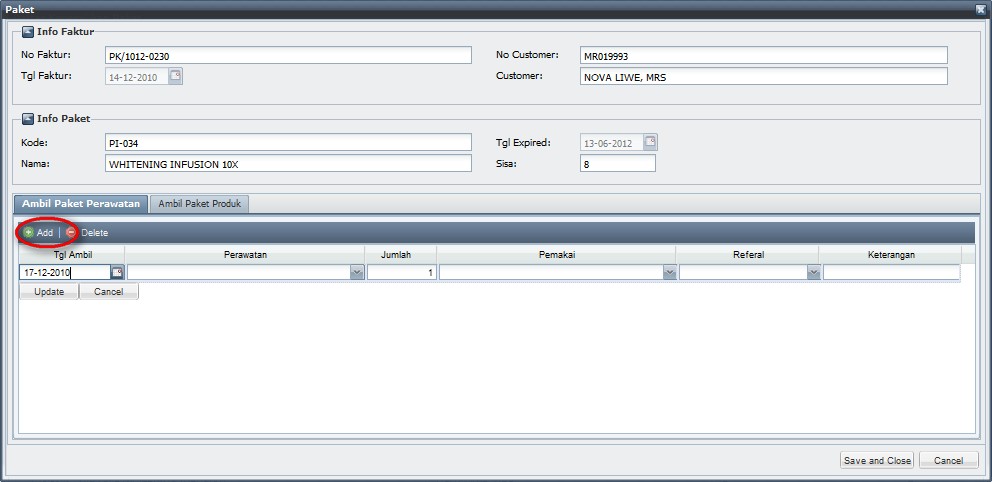 Paket
Info Faktur
No Faktur: PK/1012-0230 No Customer: MR019993
Tgl Faktur: 14-12-2010 Customer: NOVA LIWE, MRS
Info Paket
Kode: PI-034 Tgl Expired: 13-06-2012
Nama: WHITENING INFUSION 10X Sisa: 8
Ambil Paket Perawatan Ambil Paket Produk
Add Delete
Tgl Ambil Perawatan Jumlah Pemakai Referal Keterangan
17-12-2010 1
Update Cancel
Save and Close Cancel